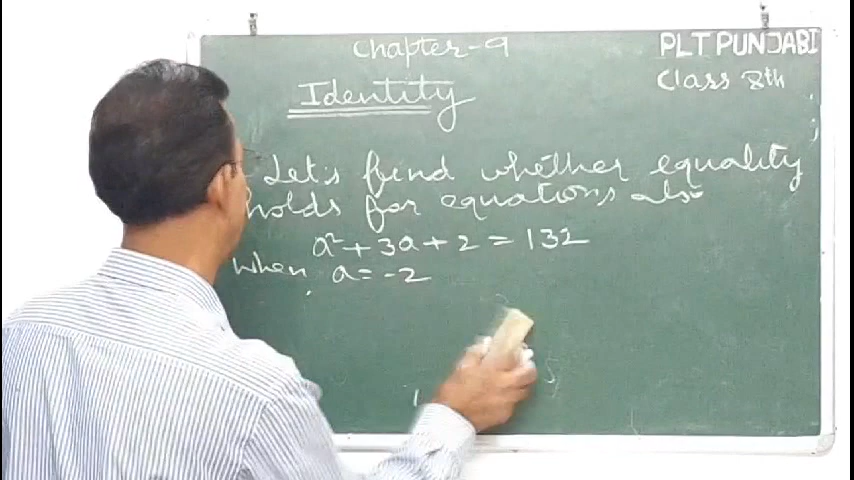 Chapter-9
PLT PUNJABI
Class 8th
Identity
Let's find whether equality
holds for equations also
a² + 3a + 2 = 132
when a = -2